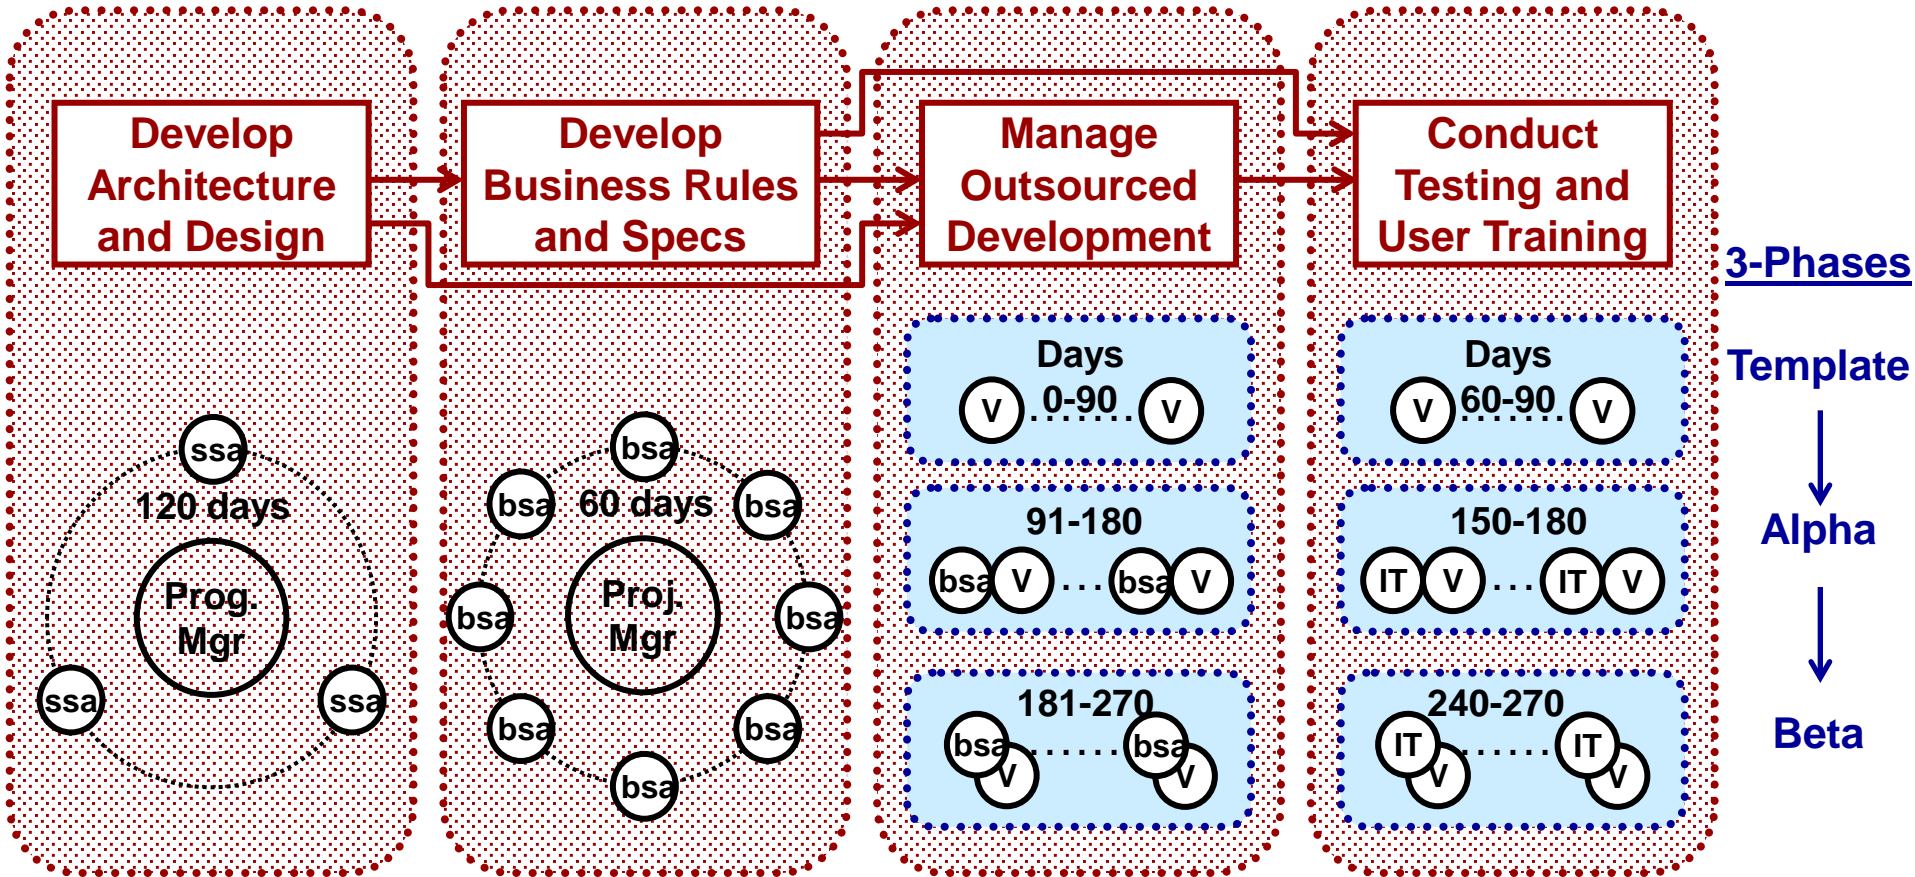 Develop
Architecture
and Design
Develop
Business Rules
and Specs
Manage
Outsourced
Development
Conduct
Testing and
User Training
3-Phases
ssa
120 days
Prog.
Mgr
ssa
ssa
bsa
bsa
60 days
bsa
bsa
Proj.
Mgr
bsa
bsa
bsa
bsa
Days
V
0-90
.......
V
91-180
bsa
V
...
bsa
V
181-270
bsa
......
bsa
V
V
Days
V
60-90
.......
V
150-180
IT
V
...
IT
V
240-270
IT
......
IT
V
V
Template
Alpha
Beta